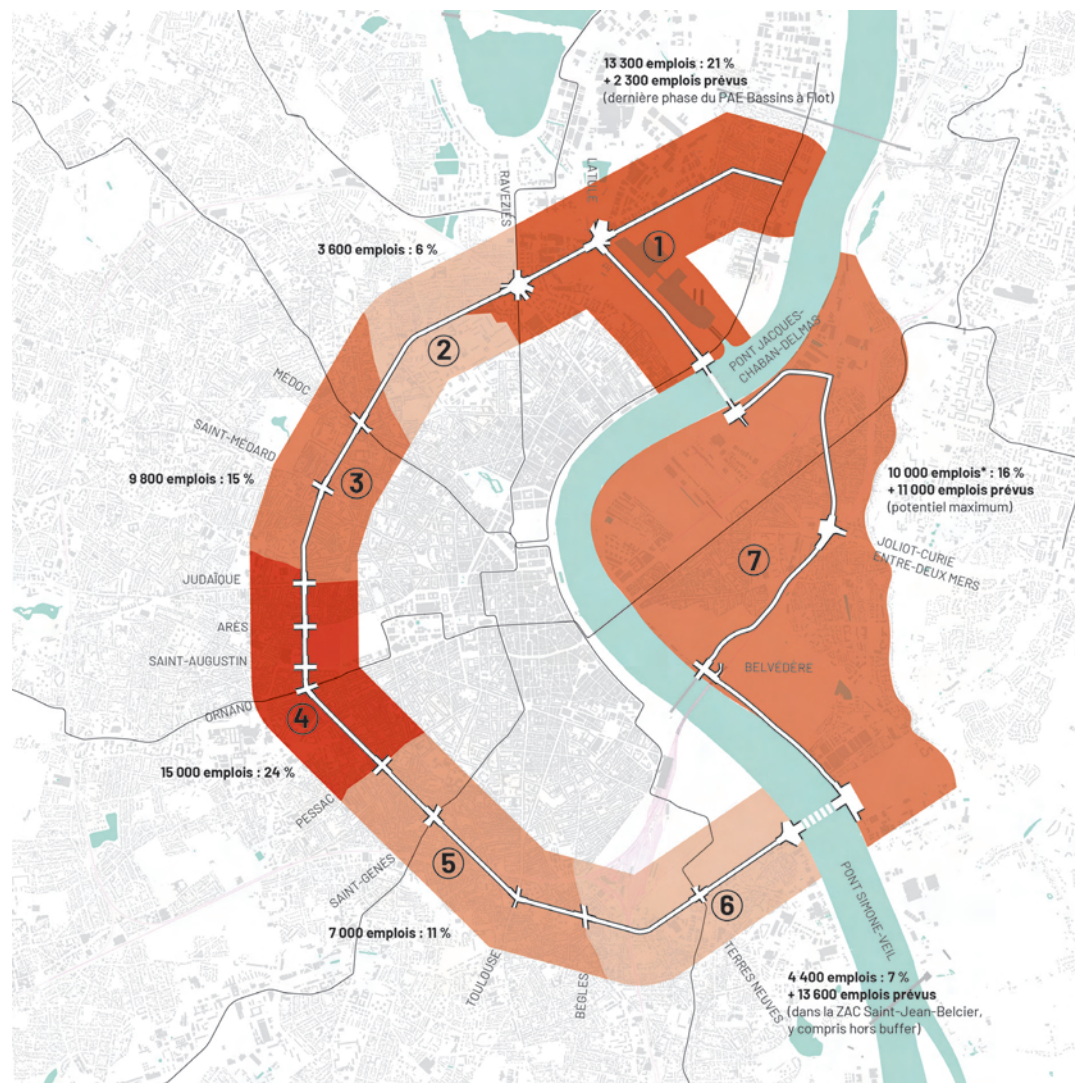 13 300 emplois : 21 %
+ 2 300 emplois prévus
(dernière phase du PAE Bassins à Flot)
LATULE
RAVEZIÈS
1
3 600 emplois : 6 %
2
PONT JACQUES-
CHABAN-DELMAS
MÉDOC
SAINT-MÉDARD
9 800 emplois : 15 %
3
10 000 emplois* : 16 %
+ 11 000 emplois prévus
(potentiel maximum)
JOLIOT-CURIE
ENTRE-DEUX MERS
7
JUDAÏQUE
ARÈS
SAINT-AUGUSTIN
BELVÉDÈRE
ORNANO
4
15 000 emplois : 24 %
PESSAC
SAINT-GENÈS
5
7 000 emplois : 11 %
TOULOUSE
BÈGLES
6
TERRES NEUVES
PONT SIMONE-VEIL
4 400 emplois : 7 %
+ 13 600 emplois prévus
(dans la ZAC Saint-Jean-Belcier,
y compris hors buffer)